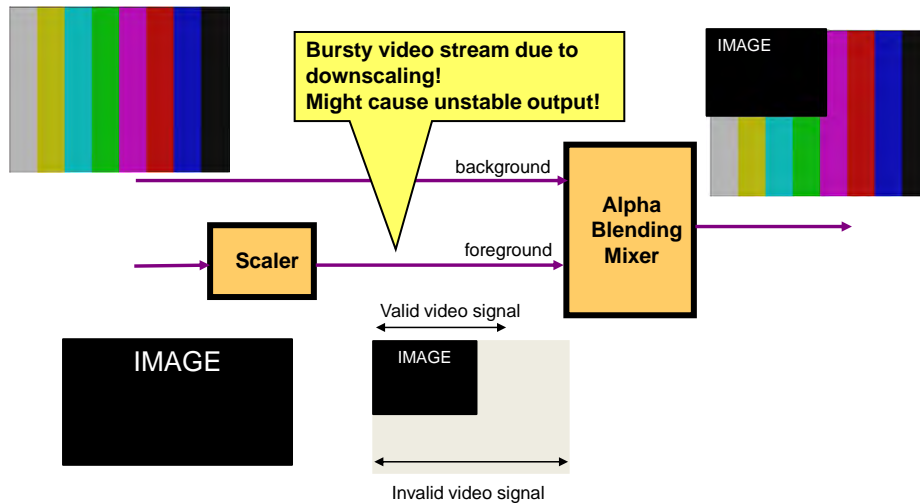 Bursty video stream due to
downscaling!
Might cause unstable output!
IMAGE
background
Alpha
Blending
Mixer
Scaler
foreground
Valid video signal
IMAGE
IMAGE
Invalid video signal